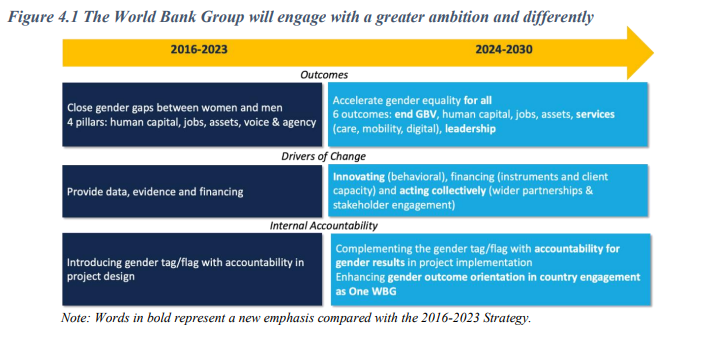 Figure 4.1 The World Bank Group will engage with a greater ambition and differently
2016-2023
2024-2030
Outcomes
Close gender gaps between women and men
4 pillars: human capital, jobs, assets, voice & agency
Accelerate gender equality for all
6 outcomes: end GBV, human capital, jobs, assets, services
(care, mobility, digital), leadership
Drivers of Change
Provide data, evidence and financing
Innovating (behavioral), financing (instruments and client
capacity) and acting collectively (wider partnerships &
stakeholder engagement)
Internal Accountability
Introducing gender tag/flag with accountability in
project design
Complementing the gender tag/flag with accountability for
gender results in project implementation
Enhancing gender outcome orientation in country engagement
as One WBG
Note: Words in bold represent a new emphasis compared with the 2016-2023 Strategy.